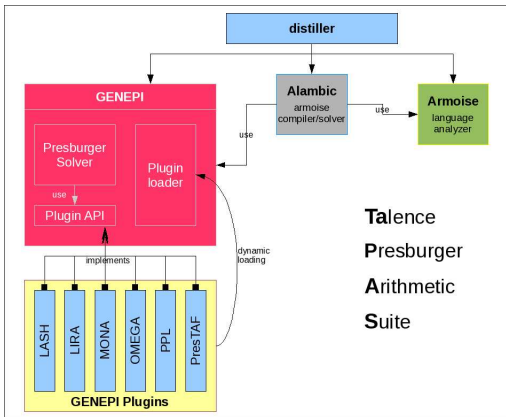 distiller
GENEPI
Alambic
armoise
compiler/solver
Armoise
language
analyzer
use
use
Presburger
Solver
Plugin
loader
use
Plugin API
Talence
Presburger
Arithmetic
Suite
implements
dynamic
loading
LASH
LIRA
MONA
OMEGA
PPL
PresTAF
GENEPI Plugins